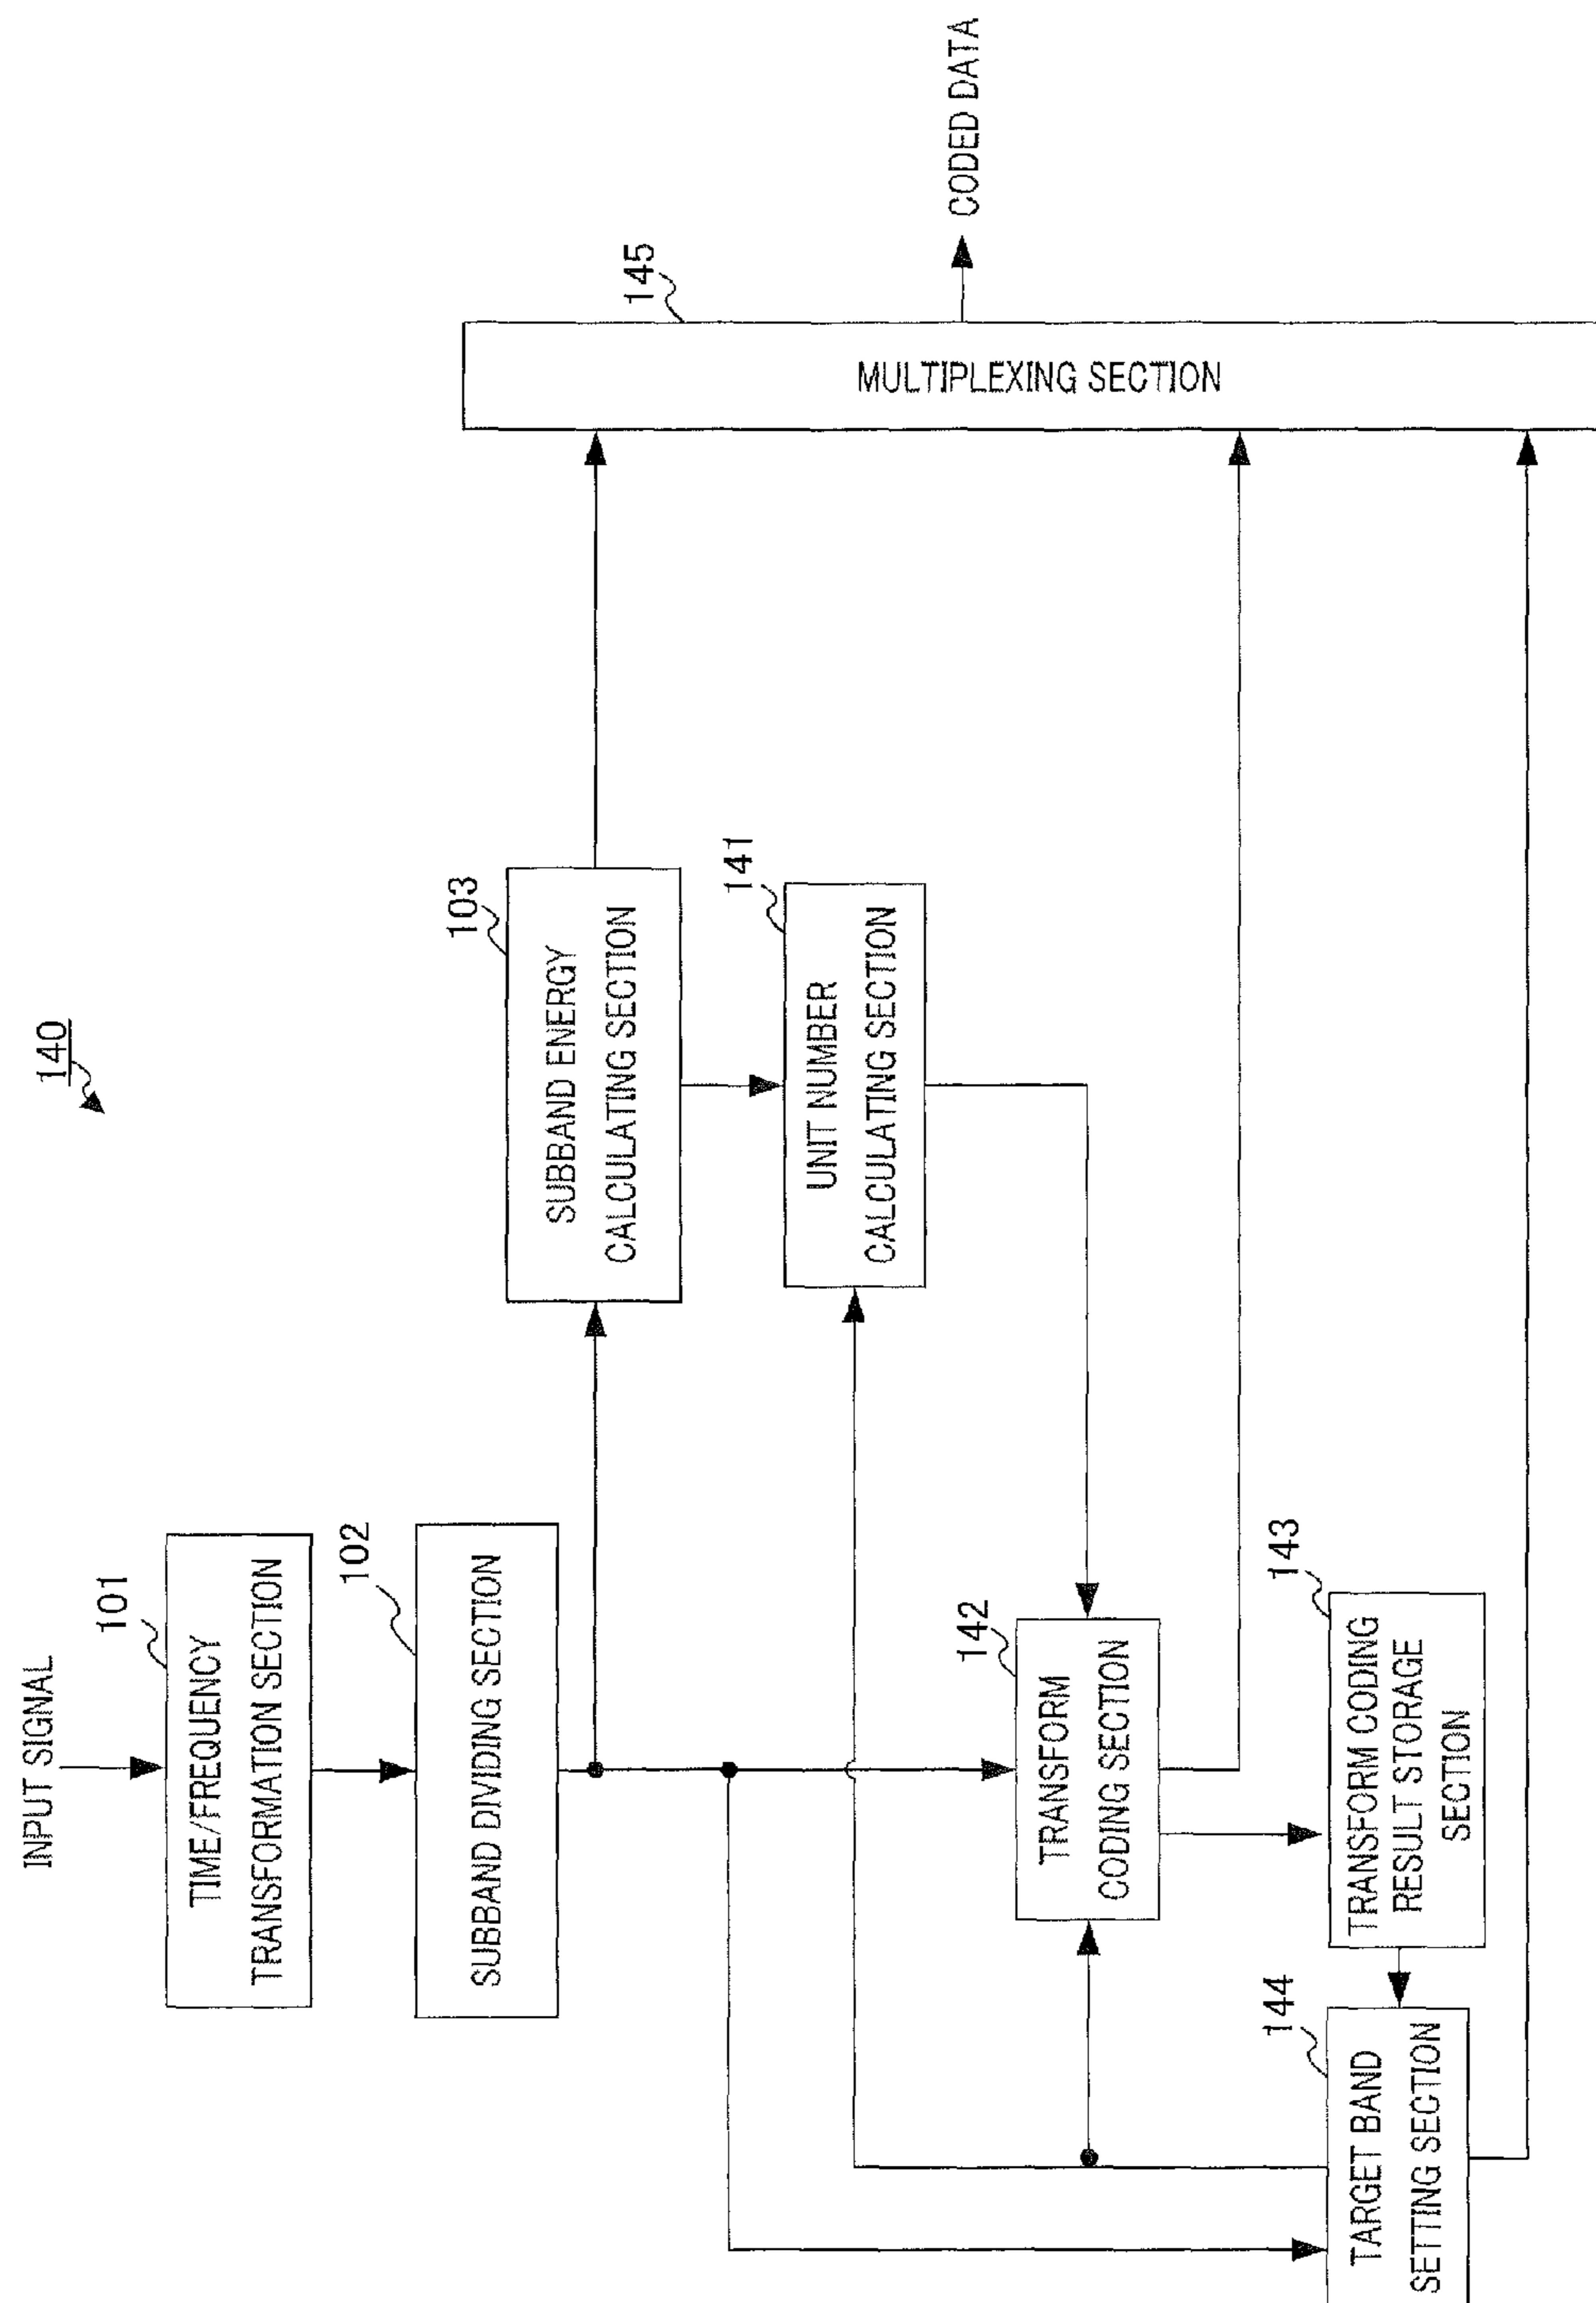 140
INPUT SIGNAL
101
TIME/FREQUENCY
TRANSFORMATION SECTION
102
SUBBAND DIVIDING SECTION
103
SUBBAND ENERGY
CALCULATING SECTION
141
UNIT NUMBER
CALCULATING SECTION
142
TRANSFORM
CODING SECTION
143
TRANSFORM CODING
RESULT STORAGE
SECTION
144
TARGET BAND
SETTING SECTION
145
MULTIPLEXING SECTION
CODED DATA